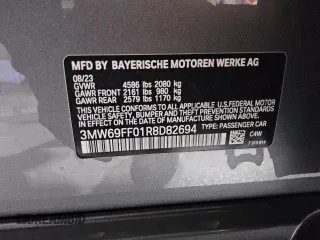 MFD BY BAYERISCHE MOTOREN WERKE AG
08/23
GVWR 4586 lbs 2080 kg
GAWR FRONT 2161 lbs 980 kg
GAWR REAR 2579 lbs 1170 kg
THIS VEHICLE CONFORMS TO ALL APPLICABLE U.S. FEDERAL MOTOR
VEHICLE SAFETY, BUMPER, AND THEFT PREVENTION STANDARDS
IN EFFECT ON THE DATE OF MANUFACTURE SHOWN ABOVE.
3MW69FF01R8D82694 TYPE: PASSENGER CAR
C4W